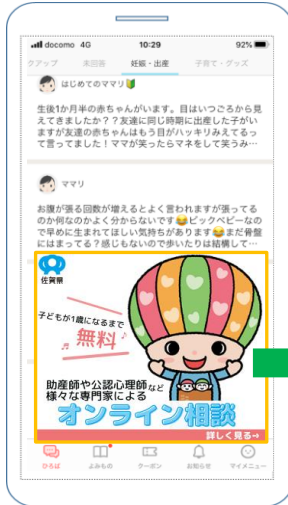 docomo 4G 10:29 92%
クアップ 未回答 妊娠・出産 子育て・グッズ
はじめてのママリ🔰
生後1か月半の赤ちゃんがいます。目はいつごろから見
えてきましたか？？友達に同じ時期に出産した子がい
ますが友達の赤ちゃんはもう目がハッキリみえてるっ
て言ってました！ママが笑ったらマネをして笑うみ…
ママリ
お腹が張る回数が増えるとよく言われますが張ってる
のか何なのかよく分からないです😂ビックベビーなの
で早めに生まれてほしい気持ちがあります😂まだ骨盤
にはまってる？感じもないので歩いたりは結構して…
佐賀県
子どもが1歳になるまで
無料
助産師や公認心理師など
様々な専門家による
オンライン相談
詳しく見る→
ひろば よみもの クーポン お知らせ マイメニュー